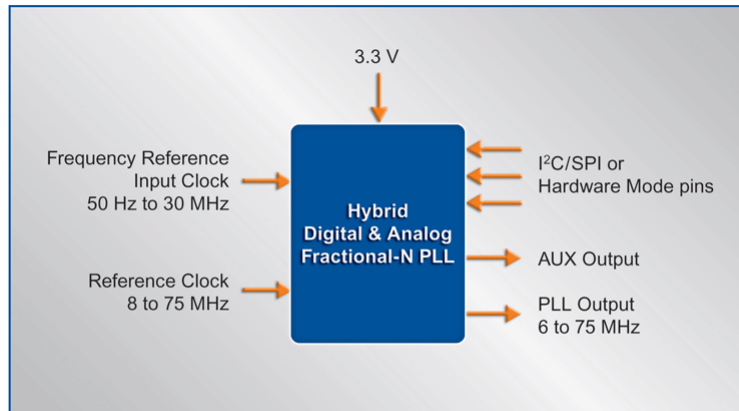 3.3 V
Frequency Reference
Input Clock
50 Hz to 30 MHz
Reference Clock
8 to 75 MHz
Hybrid
Digital & Analog
Fractional-N PLL
I²C/SPI or
Hardware Mode pins
AUX Output
PLL Output
6 to 75 MHz